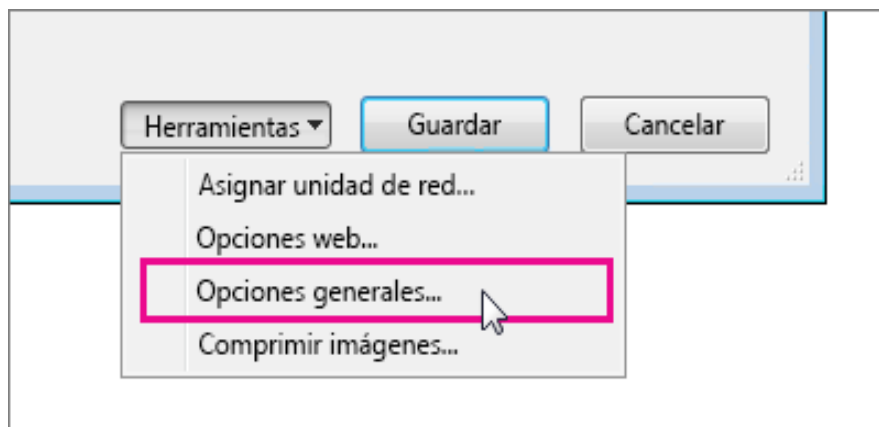 Herramientas Guardar Cancelar
Asignar unidad de red...
Opciones web...
Opciones generales...
Comprimir imágenes...